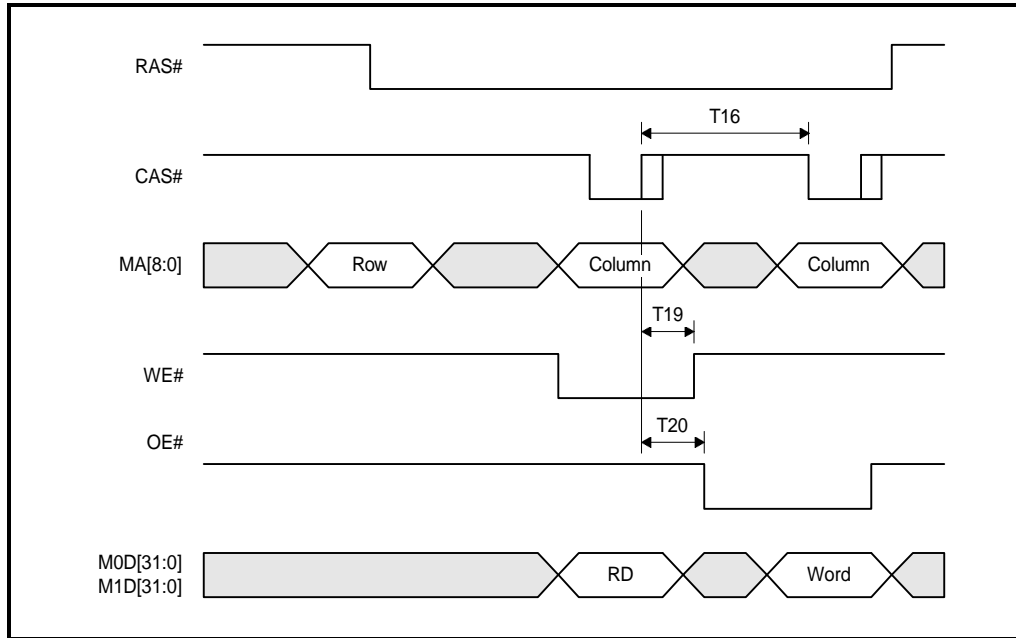 RAS#
T16
CAS#
MA[8:0]
Row
Column
Column
T19
WE#
T20
OE#
M0D[31:0]
M1D[31:0]
RD
Word